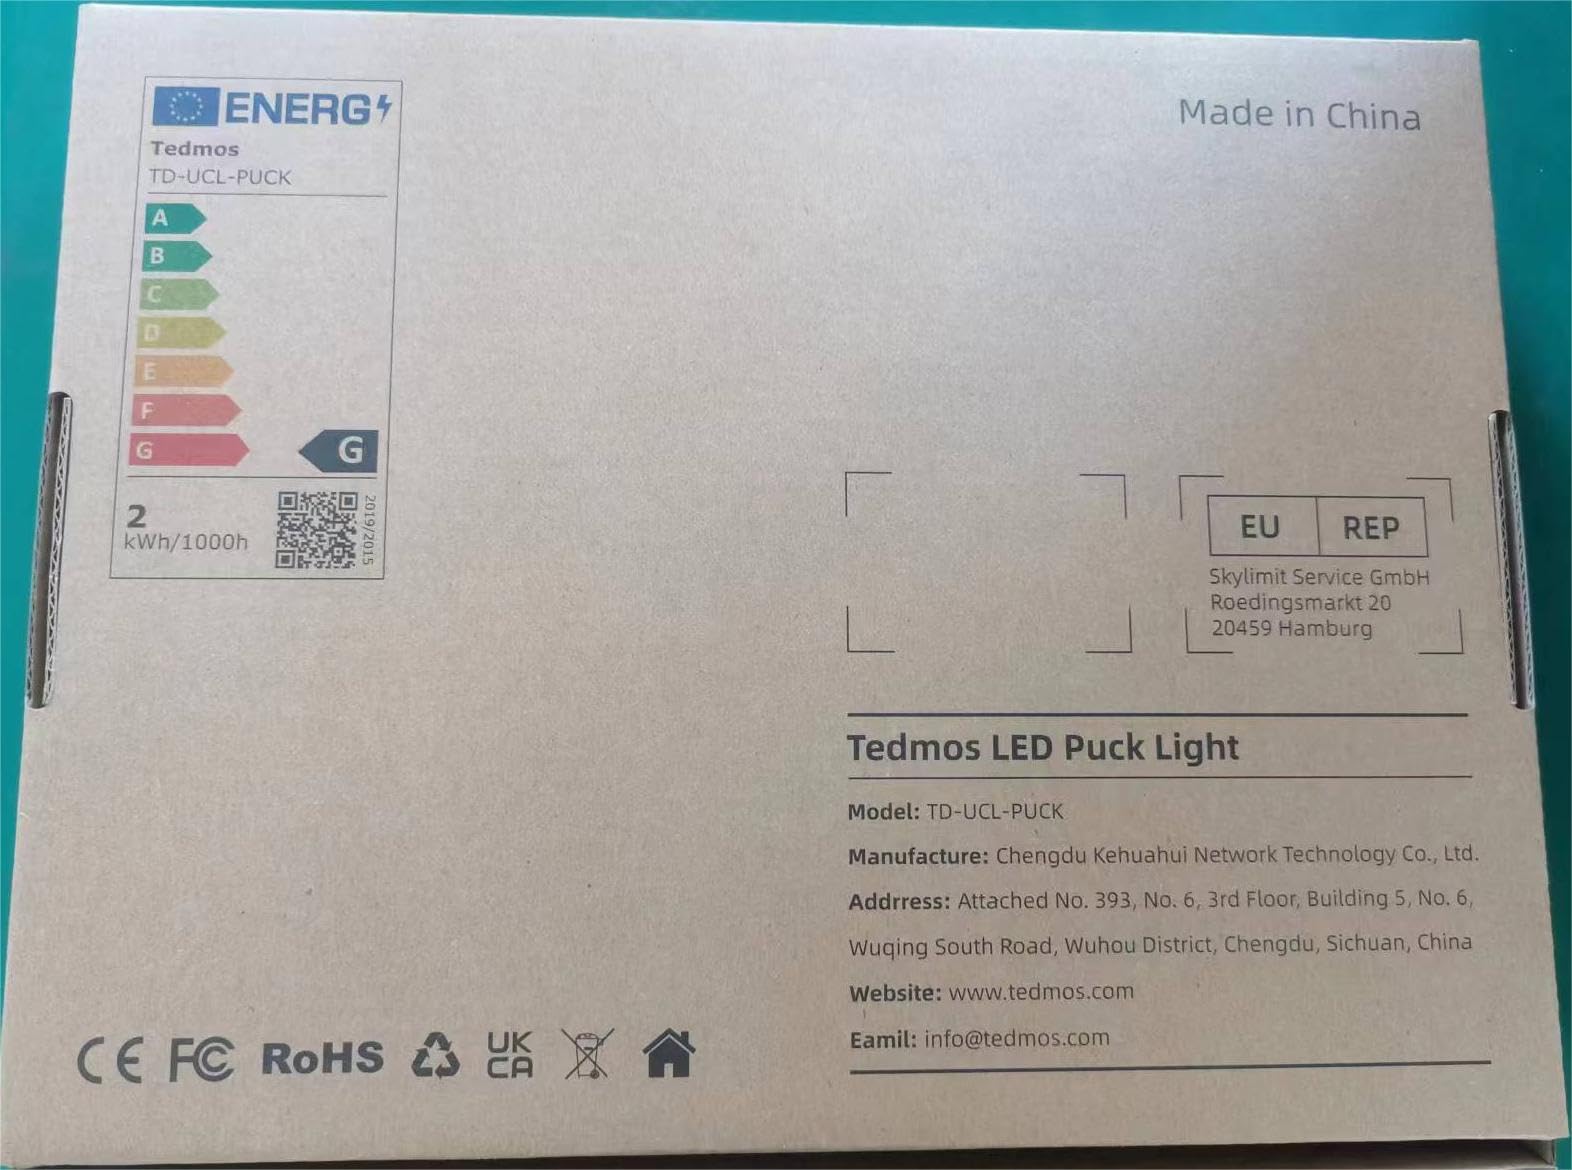 ENERG
Tedmos
TD-UCL-PUCK
A
B
C
D
E
F
G
G
2
kWh/1000h
2019/2015
Made in China
EU REP
Skylimit Service GmbH
Roedingsmarkt 20
20459 Hamburg
Tedmos LED Puck Light
Model: TD-UCL-PUCK
Manufacture: Chengdu Kehuahui Network Technology Co., Ltd.
Addrress: Attached No. 393, No. 6, 3rd Floor, Building 5, No. 6,
Wuqing South Road, Wuhou District, Chengdu, Sichuan, China
Website: www.tedmos.com
Eamil: info@tedmos.com
CE FC RoHS UK
CA